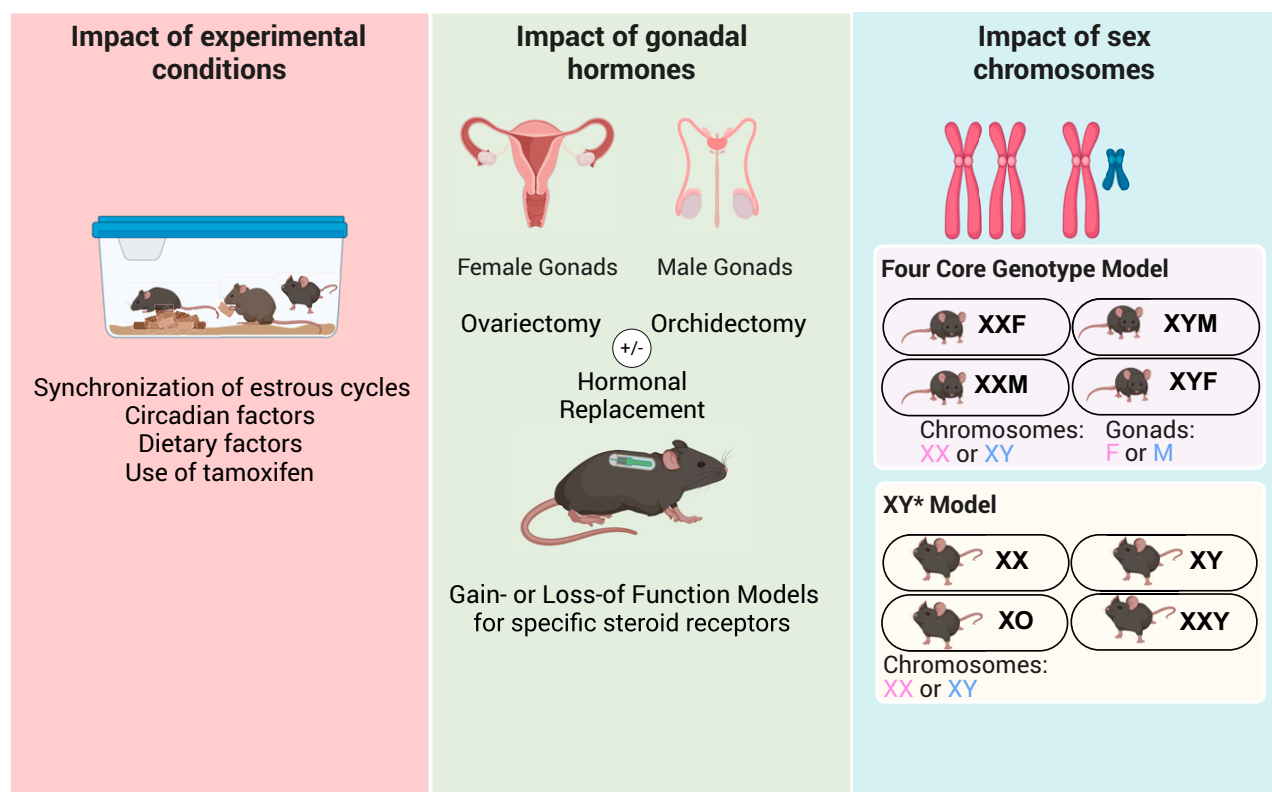 Impact of experimental
conditions
Synchronization of estrous cycles
Circadian factors
Dietary factors
Use of tamoxifen
Impact of gonadal
hormones
Female Gonads
Male Gonads
Ovariectomy
Orchidectomy
+/-
Hormonal
Replacement
Gain- or Loss-of Function Models
for specific steroid receptors
Impact of sex
chromosomes
Four Core Genotype Model
XXF
XYM
XXM
XYF
Chromosomes:
XX or XY
Gonads:
F or M
XY* Model
XX
XY
XO
XXY
Chromosomes:
XX or XY